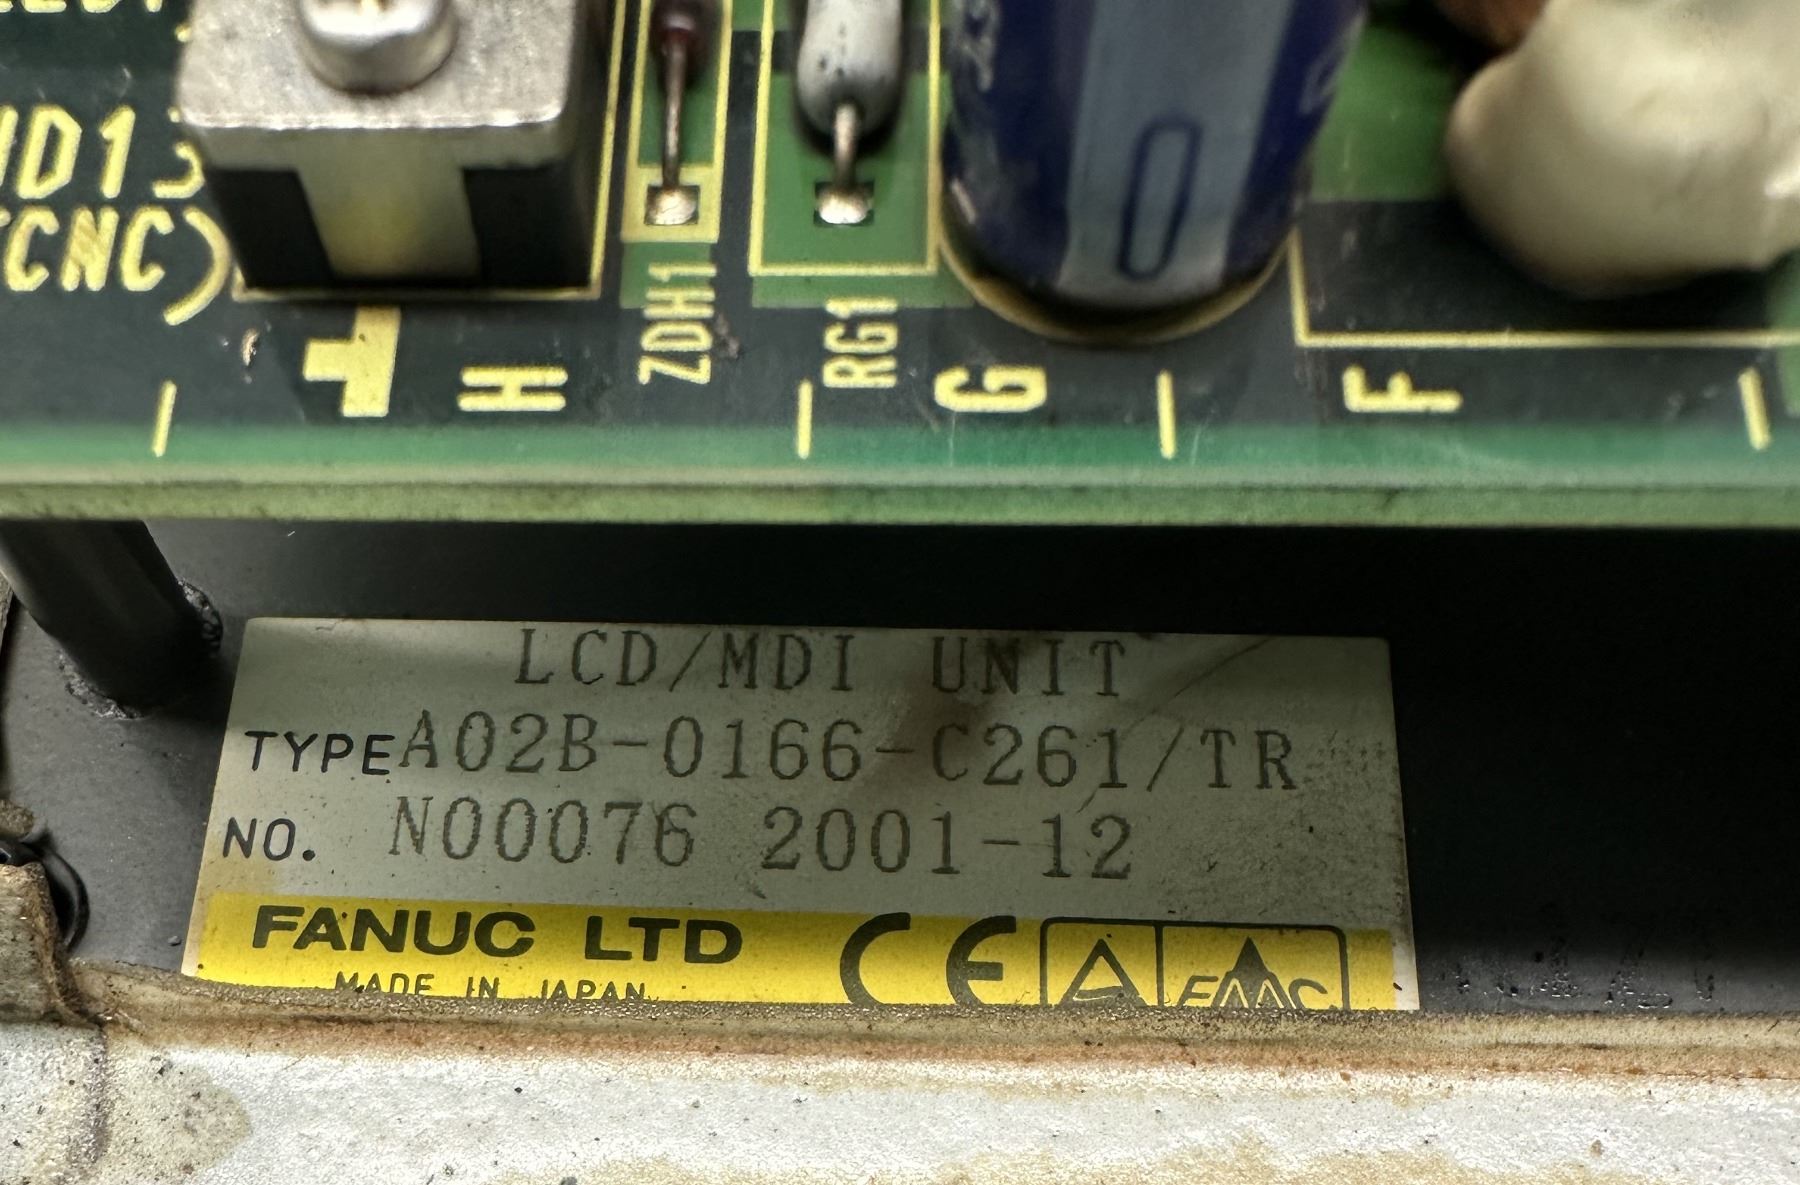 CNC)
H
ZDH1
RG1
G
F
LCD/MDI UNIT
TYPE A02B-0166-C261/TR
NO. N00076 2001-12
FANUC LTD
MADE IN JAPAN
CE